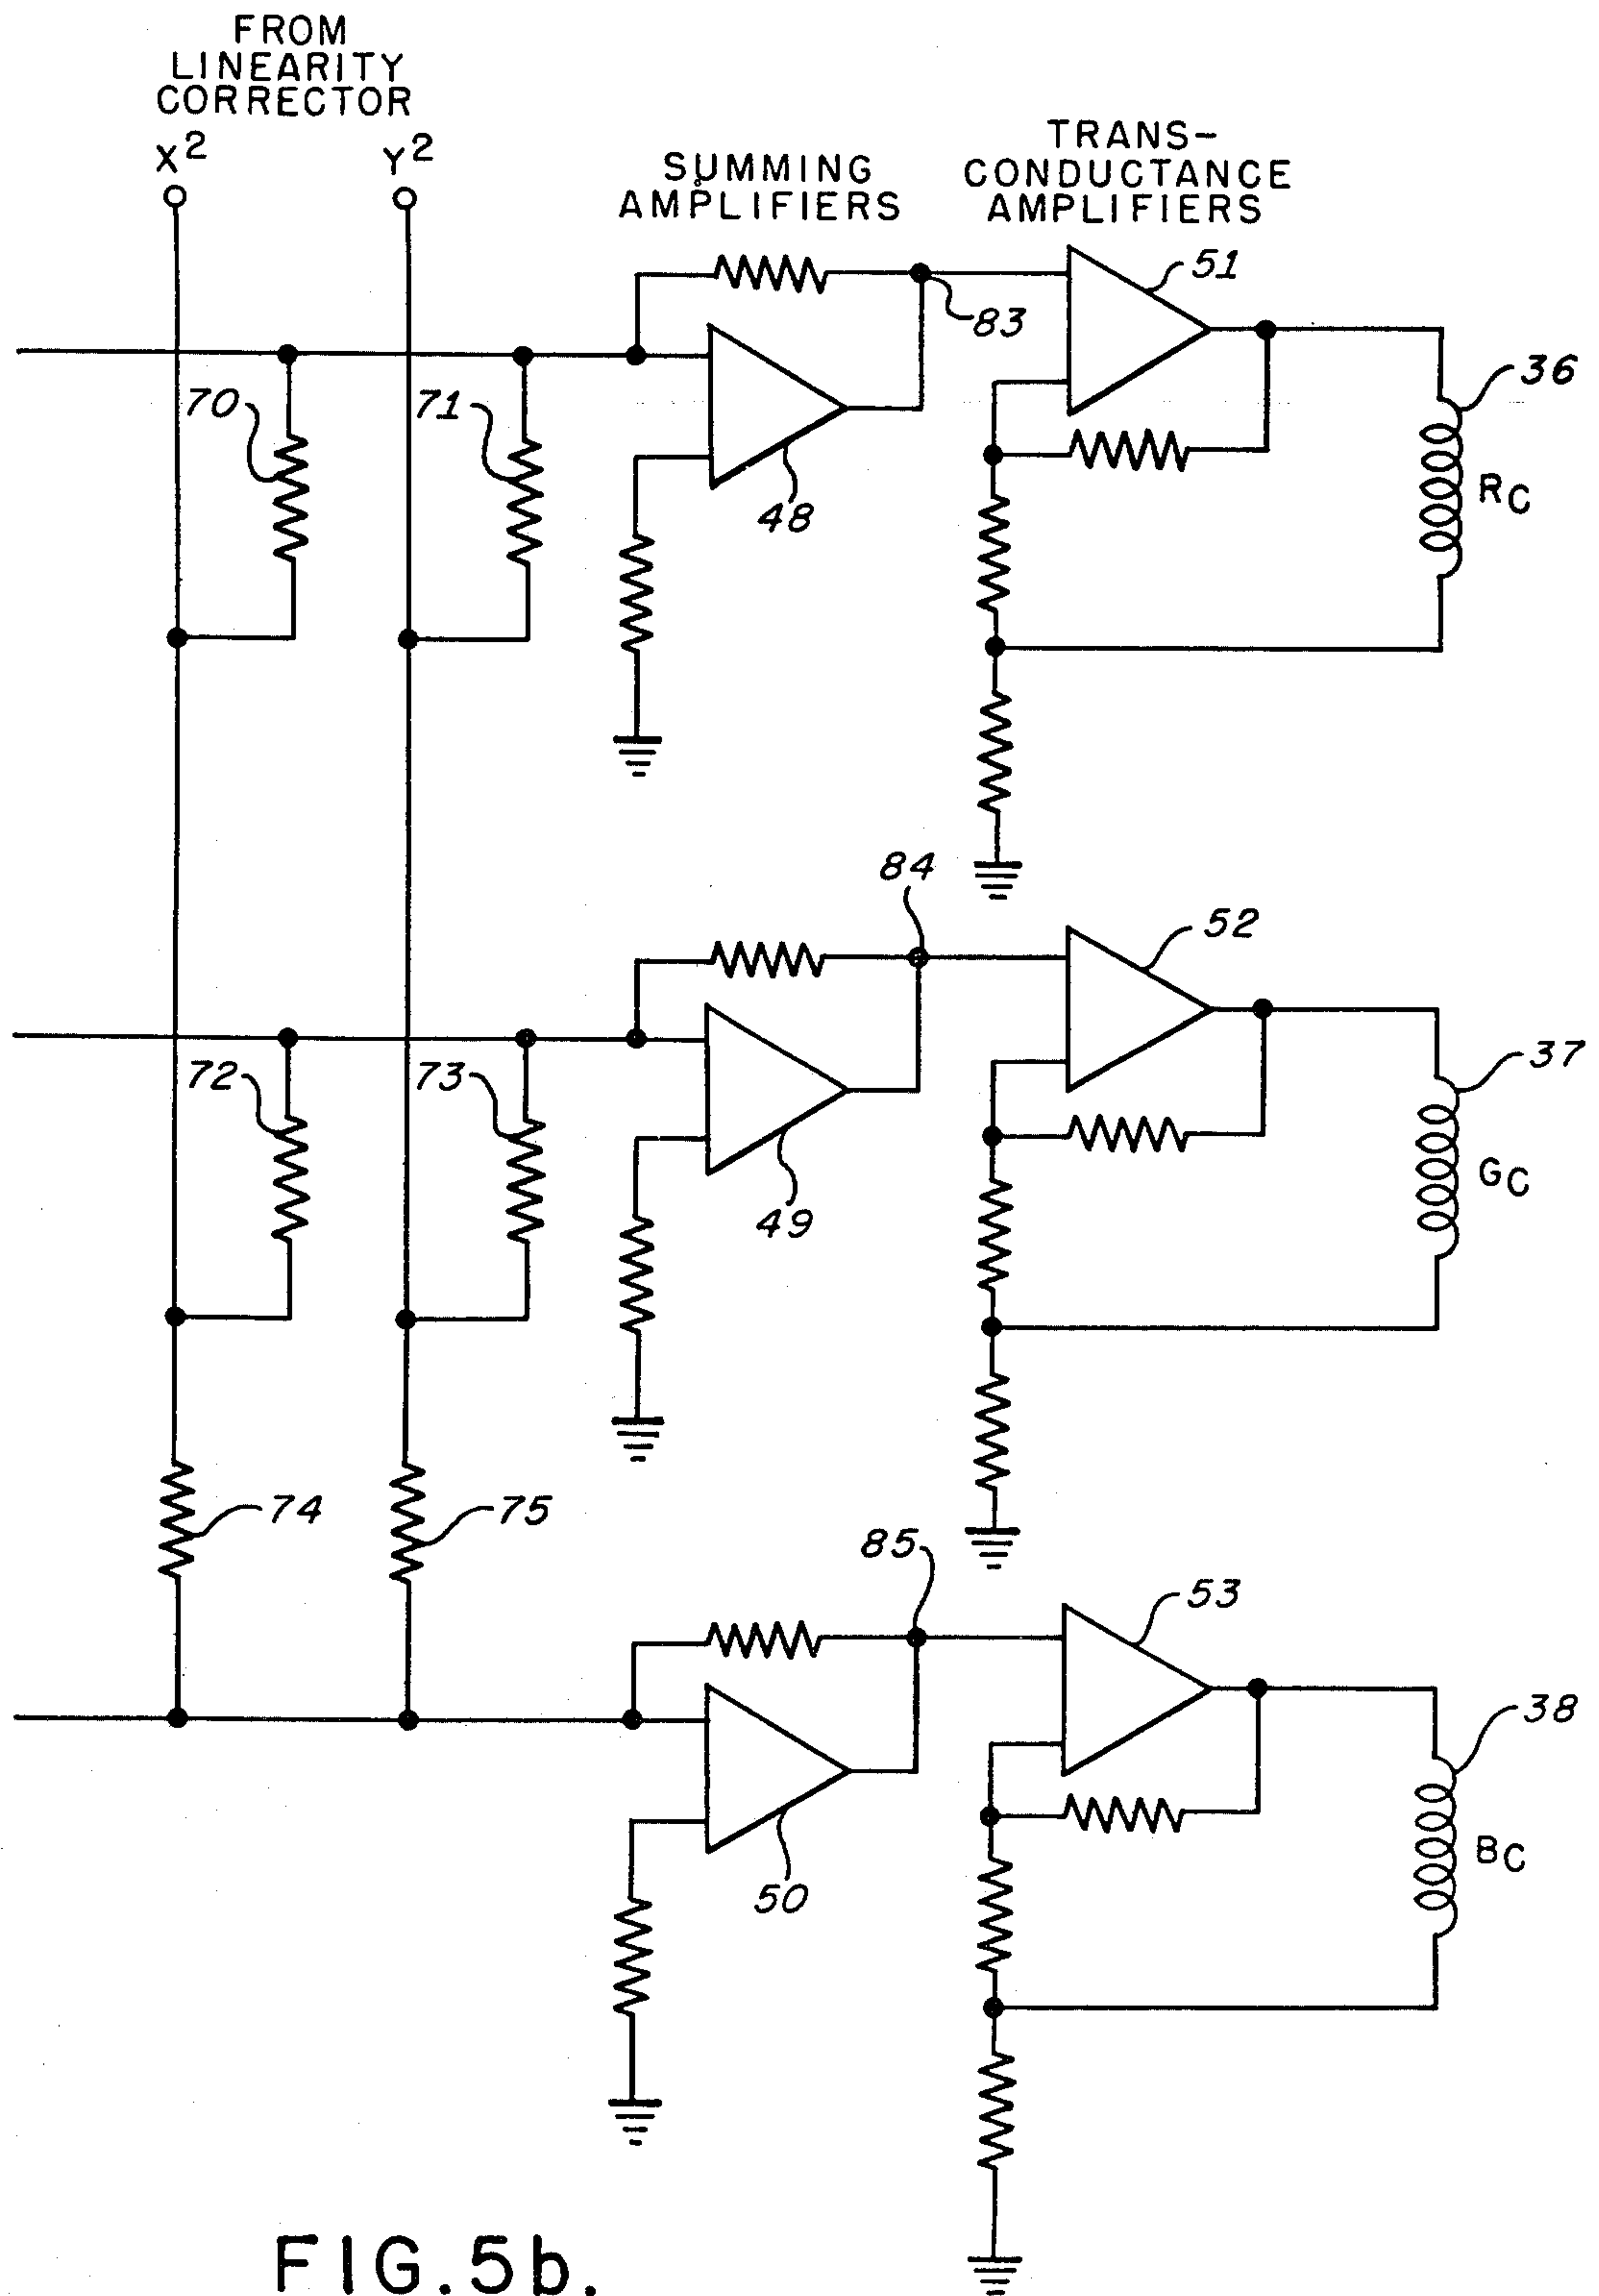 FROM
LINEARITY
CORRECTOR
X²
Y²
SUMMING
AMPLIFIERS
TRANS-
CONDUCTANCE
AMPLIFIERS
51
83
36
70
71
48
RC
84
52
72
73
37
49
GC
74
75
85
53
38
50
BC
FIG.5b.